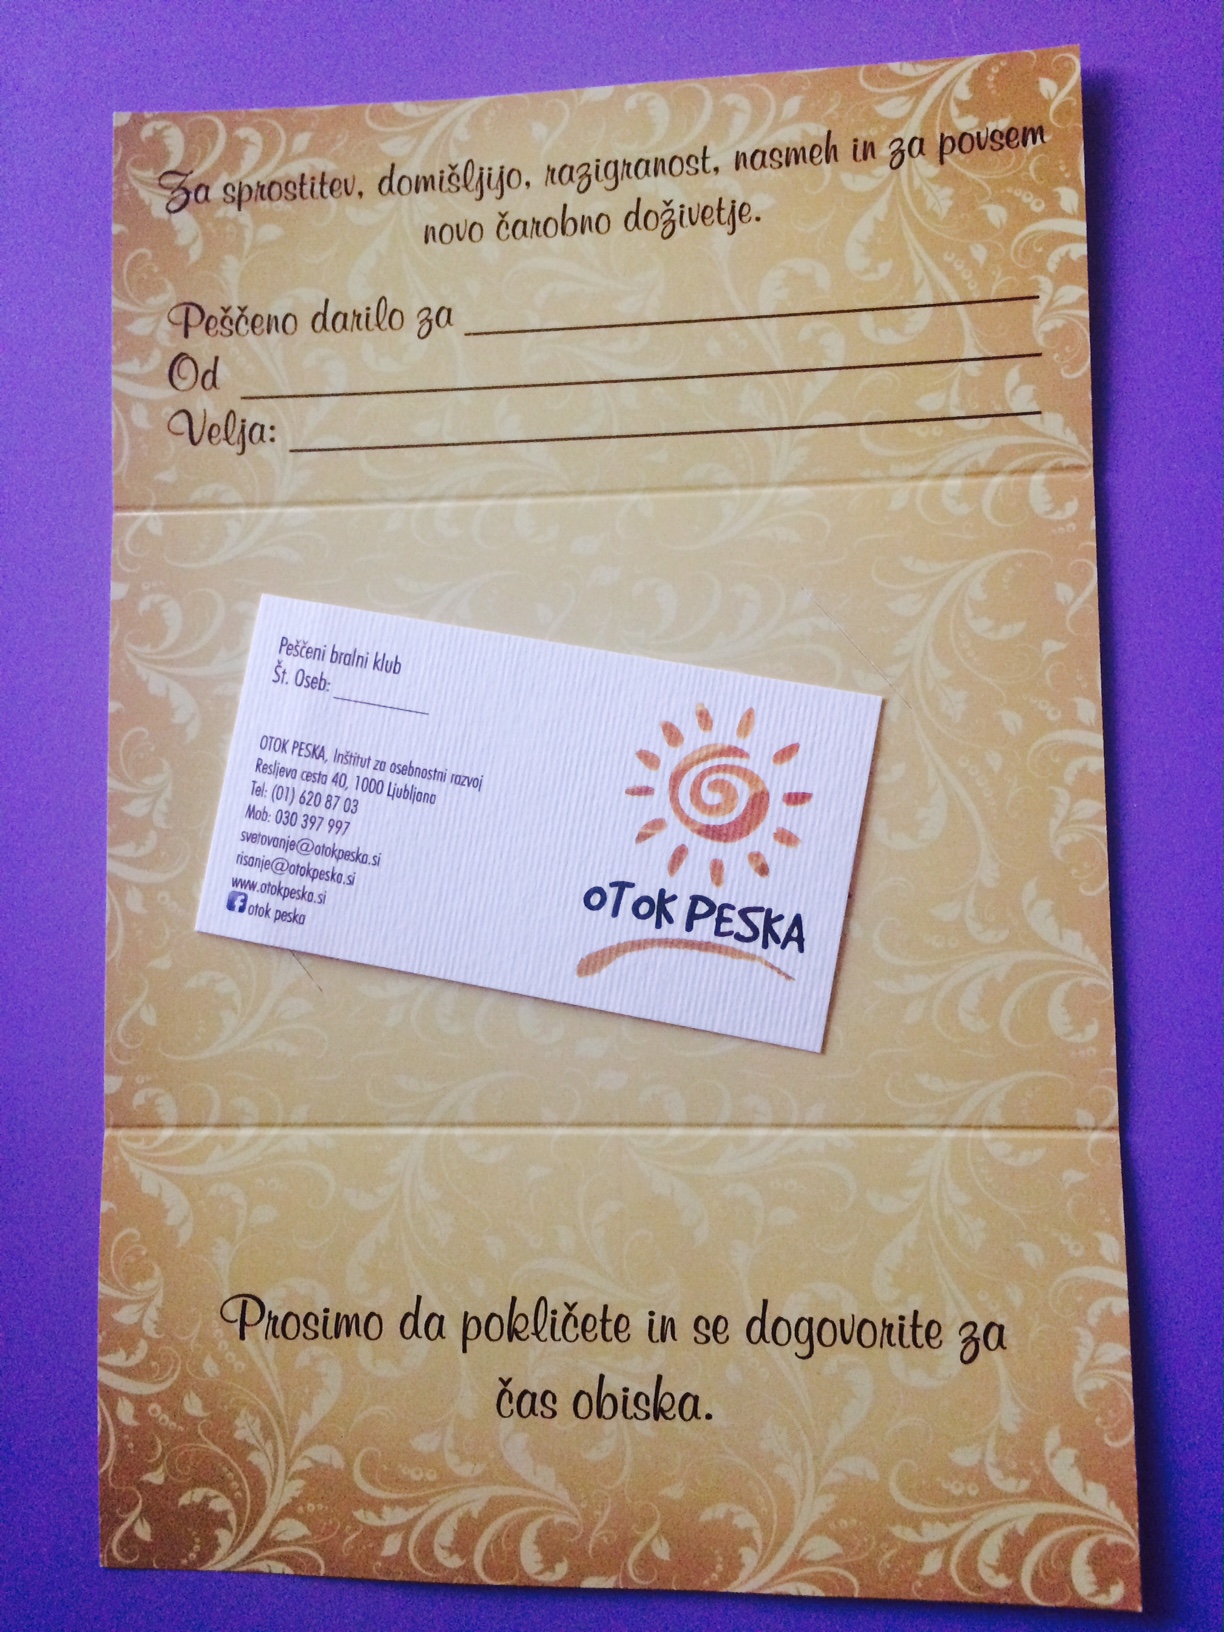 Za sprostitev, domišljijo, razigranost, nasmeh in za povsem
novo čarobno doživetje.
Peščeno darilo za
Od
Velja:
Peščeni bralni klub
Št. Oseb:
OTOK PESKA, Inštitut za osebnostni razvoj
Resljeva cesta 40, 1000 Ljubljana
Tel: (01) 620 87 03
Mob: 030 397 997
svetovanje@otokpeska.si
risanje@otokpeska.si
www.otokpeska.si
f otok peska
OTOK PESKA
Prosimo da pokličete in se dogovorite za
čas obiska.